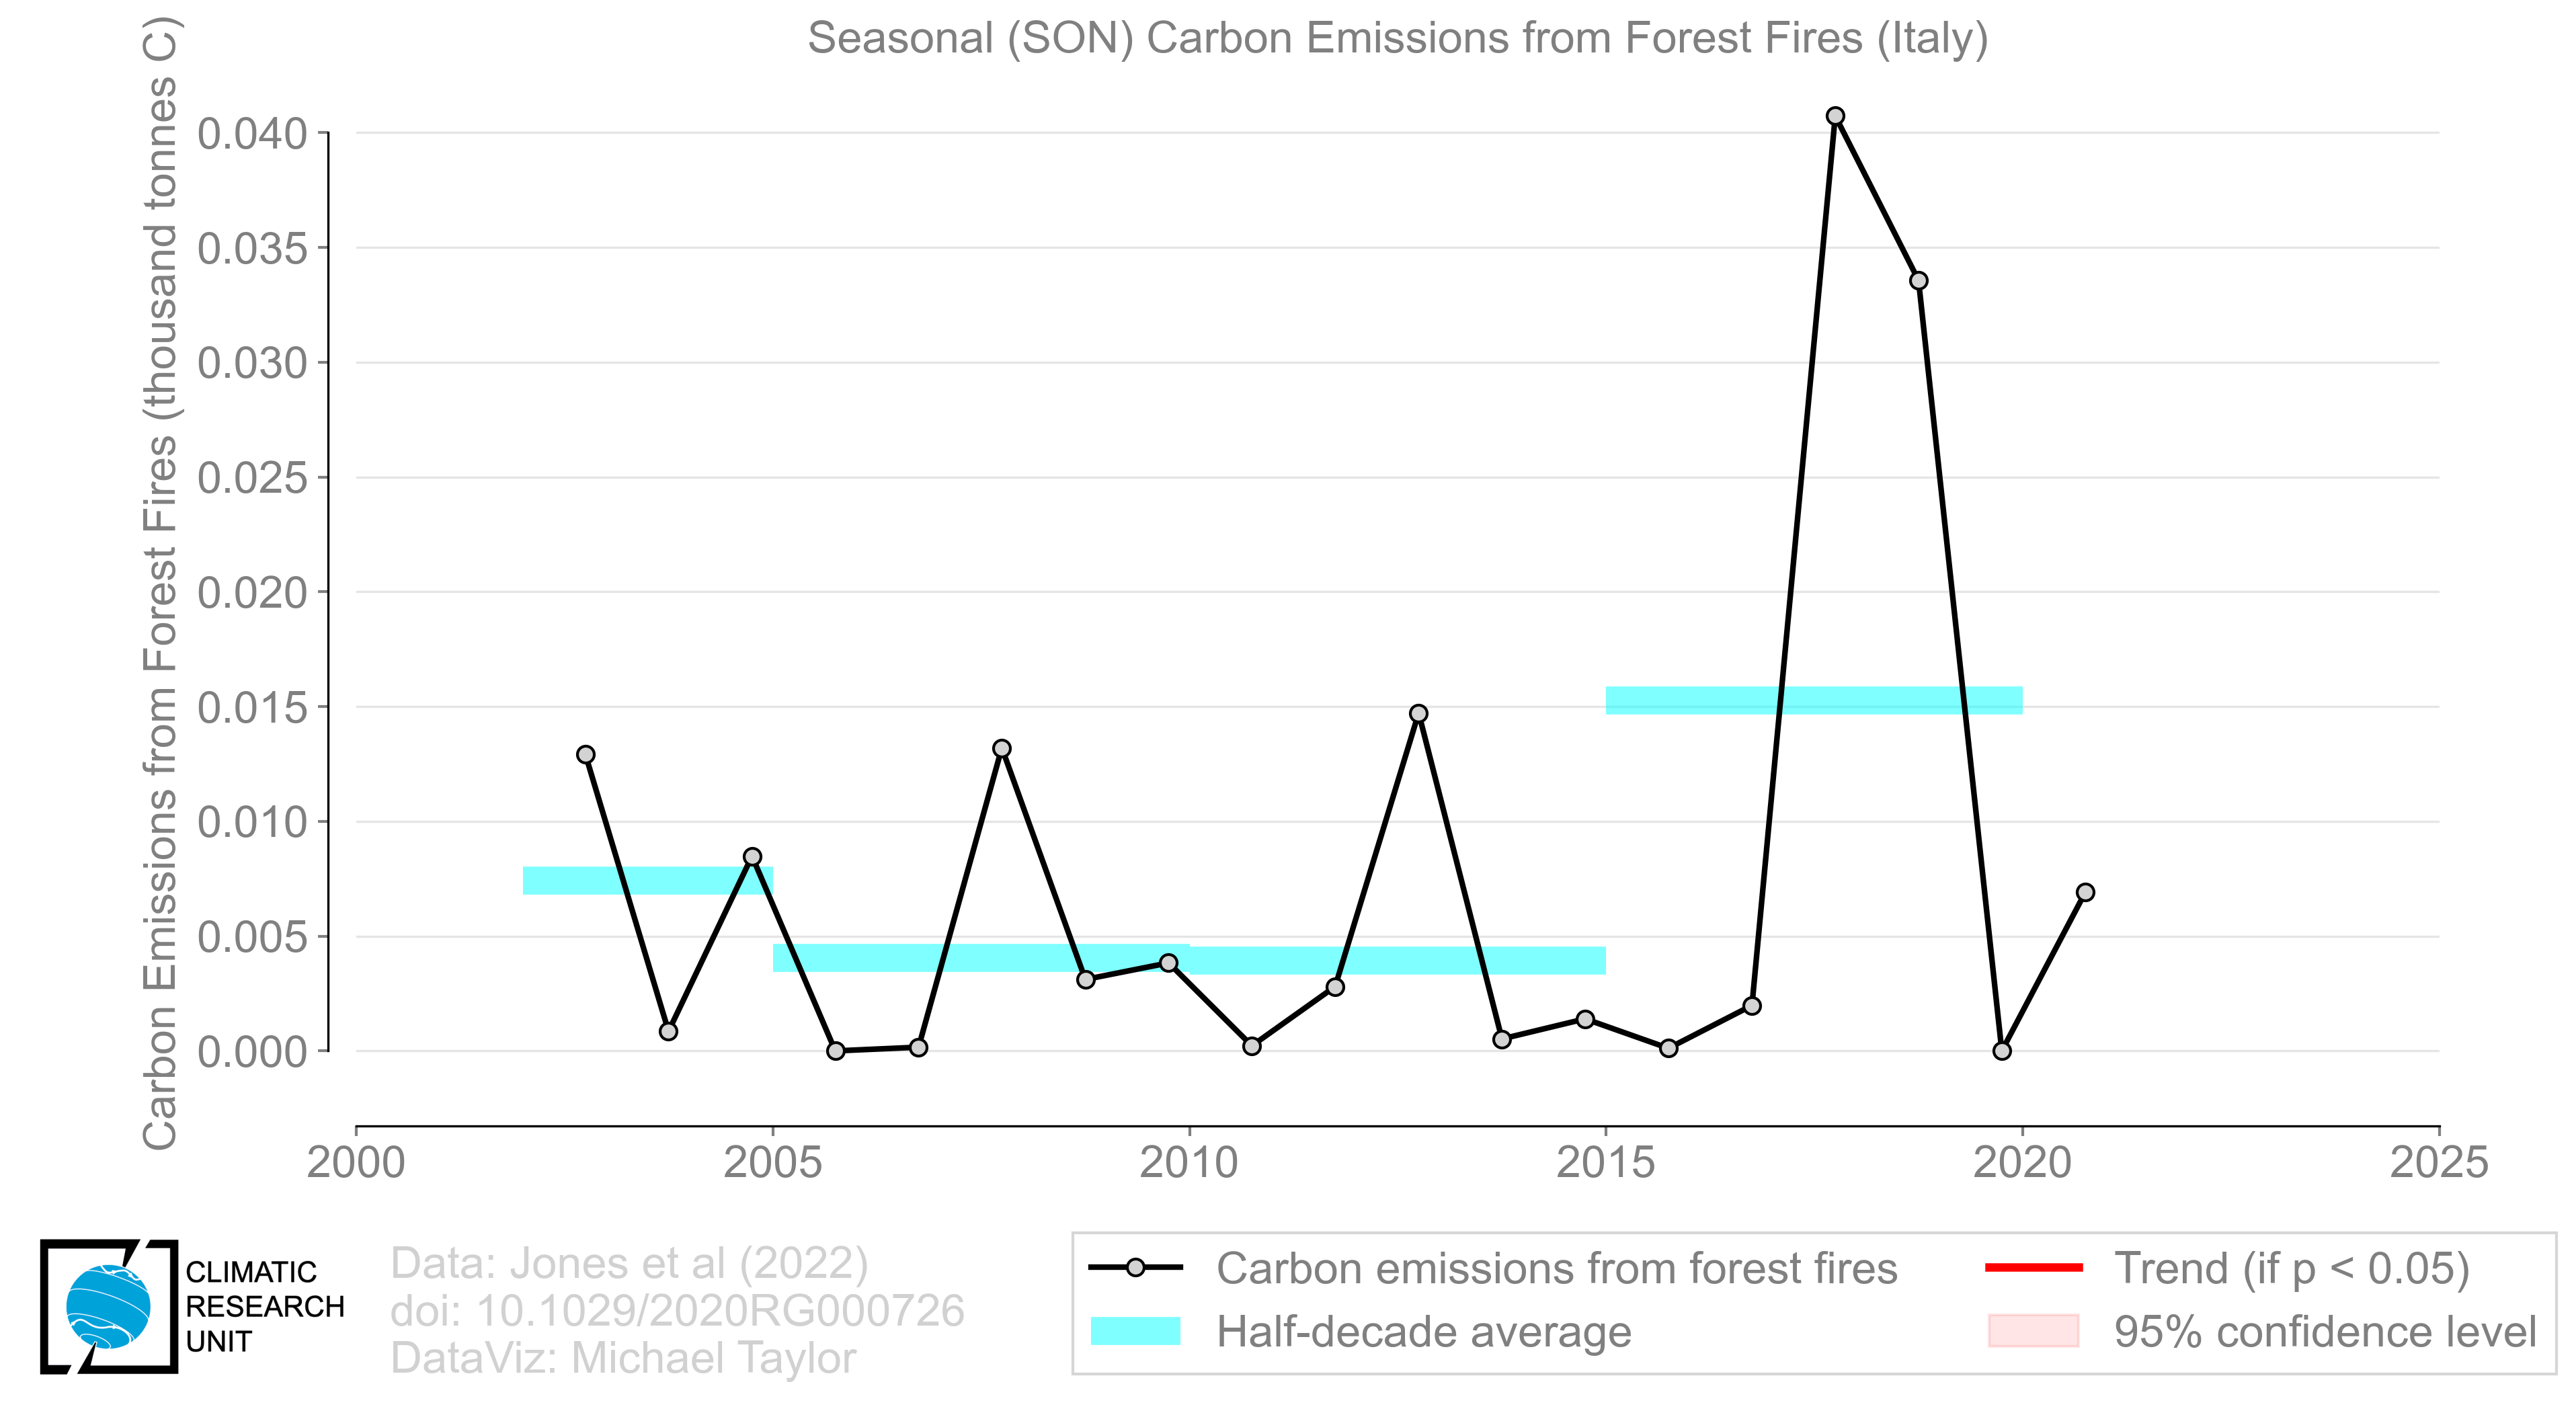 Seasonal (SON) Carbon Emissions from Forest Fires (Italy)
Carbon Emissions from Forest Fires (thousand tonnes C)
0.040
0.035
0.030
0.025
0.020
0.015
0.010
0.005
0.000
2000 2005 2010 2015 2020 2025
CLIMATIC
RESEARCH
UNIT
Data: Jones et al (2022)
doi: 10.1029/2020RG000726
DataViz: Michael Taylor
Carbon emissions from forest fires
Half-decade average
Trend (if p < 0.05)
95% confidence level